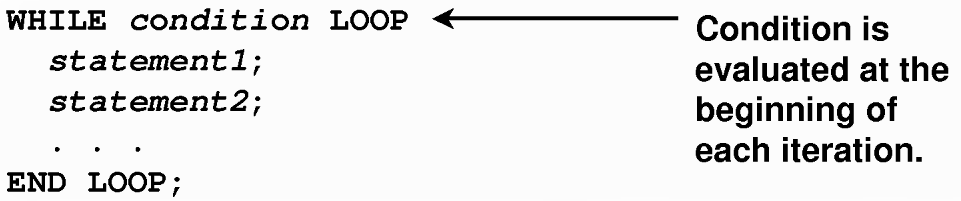 WHILE condition LOOP
statement1;
statement2;
. . .
END LOOP;
Condition is
evaluated at the
beginning of
each iteration.